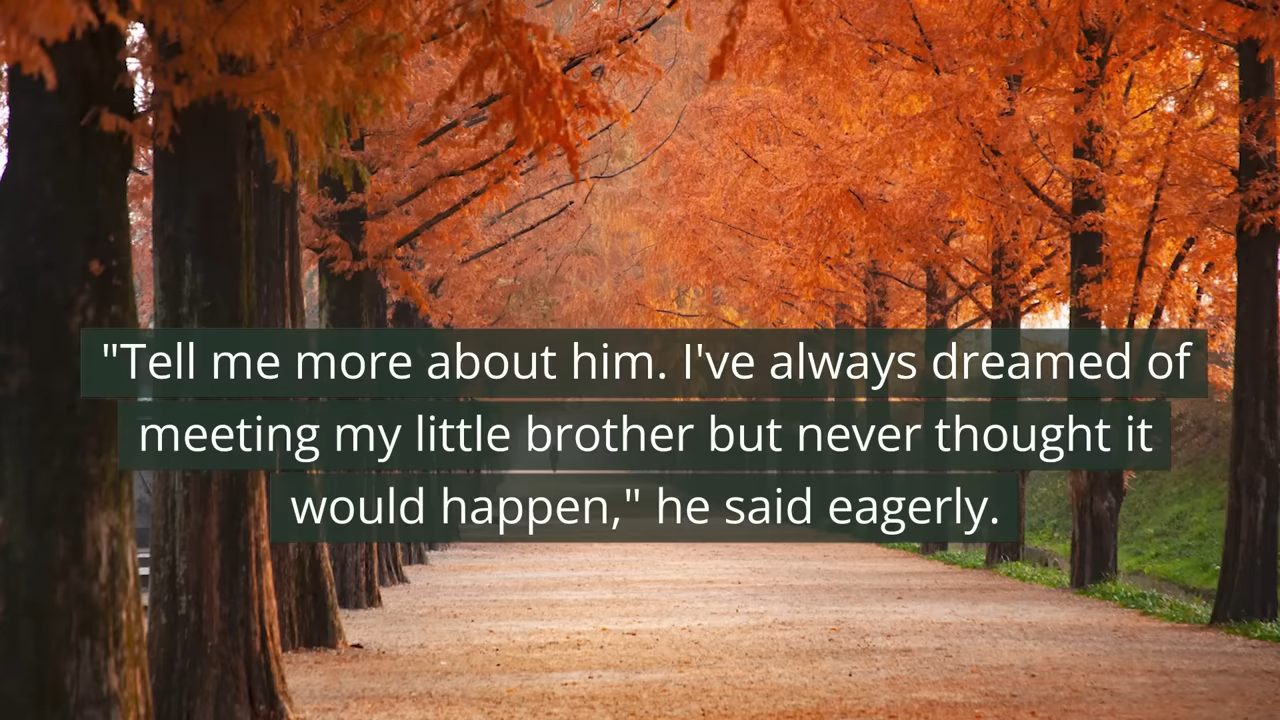 "Tell me more about him. I've always dreamed of
meeting my little brother but never thought it
would happen," he said eagerly.